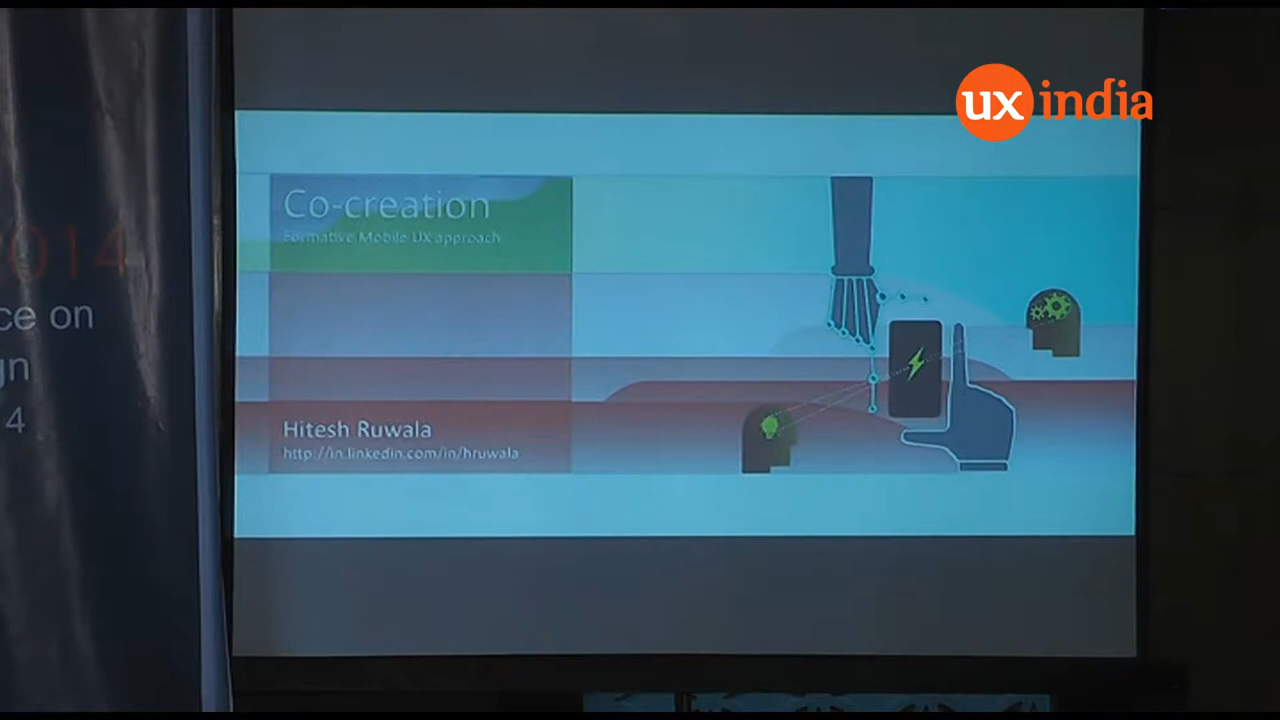 2014
ce on
gn
4
ux india
Co-creation
Formative Mobile UX approach
Hitesh Ruwala
http://in.linkedin.com/in/hruwala